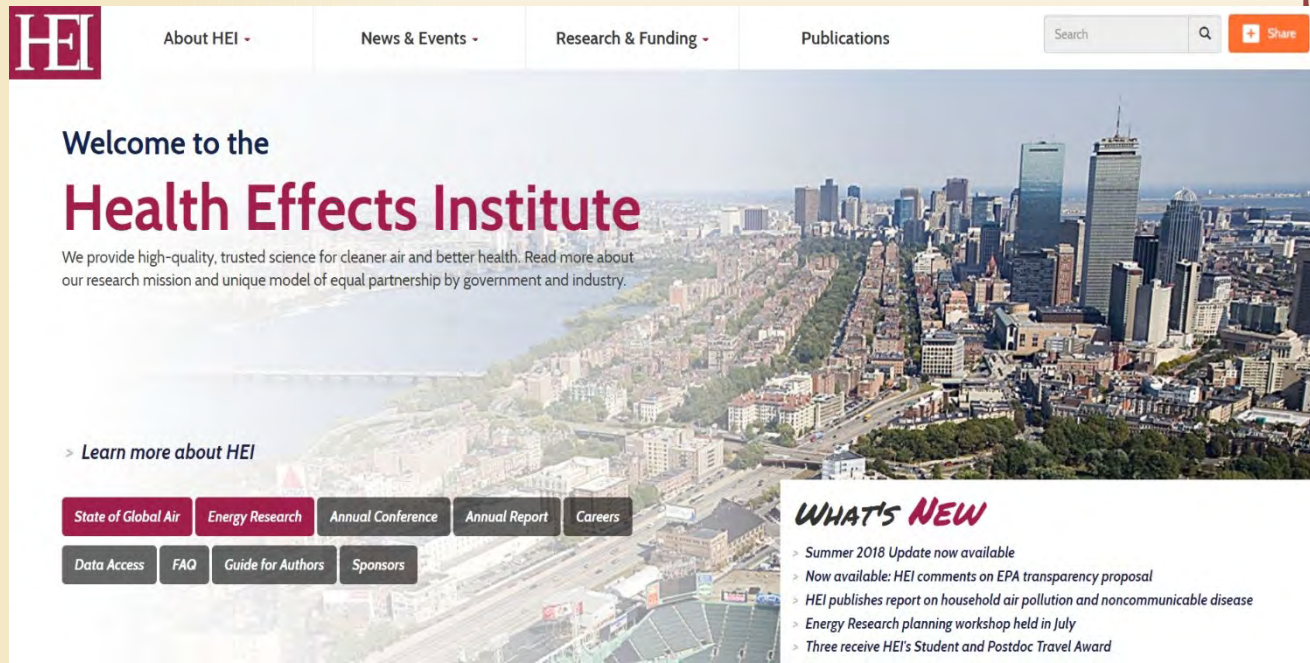 HEI
About HEI
News & Events
Research & Funding
Publications
Search
Share
Welcome to the
Health Effects Institute
We provide high-quality, trusted science for cleaner air and better health. Read more about
our research mission and unique model of equal partnership by government and industry.
> Learn more about HEI
State of Global Air
Energy Research
Annual Conference
Annual Report
Careers
Data Access
FAQ
Guide for Authors
Sponsors
WHAT'S NEW
> Summer 2018 Update now available
> Now available: HEI comments on EPA transparency proposal
> HEI publishes report on household air pollution and noncommunicable disease
> Energy Research planning workshop held in July
> Three receive HEI's Student and Postdoc Travel Award